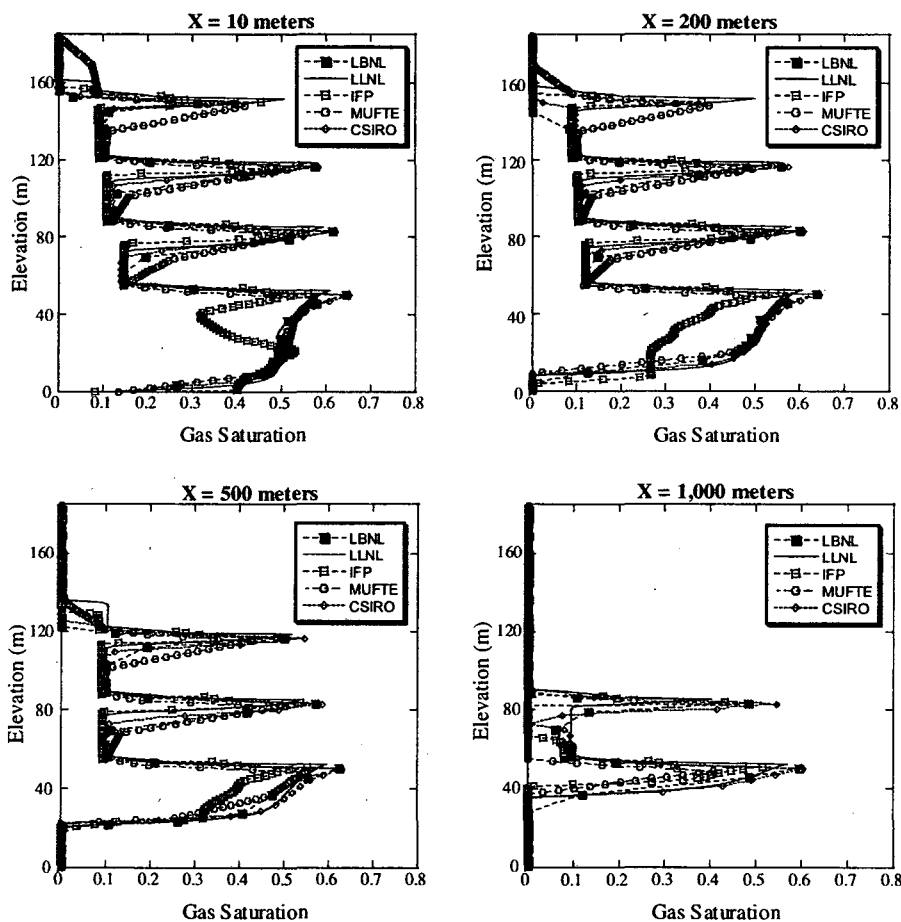 X = 10 meters
160
120
80
40
0
Elevation (m)
LBNL
LLNL
IFP
MUFTE
CSIRO
0 0.1 0.2 0.3 0.4 0.5 0.6 0.7 0.8
Gas Saturation
X = 200 meters
160
120
80
40
0
Elevation (m)
LBNL
LLNL
IFP
MUFTE
CSIRO
0 0.1 0.2 0.3 0.4 0.5 0.6 0.7 0.8
Gas Saturation
X = 500 meters
160
120
80
40
0
Elevation (m)
LBNL
LLNL
IFP
MUFTE
CSIRO
0 0.1 0.2 0.3 0.4 0.5 0.6 0.7 0.8
Gas Saturation
X = 1,000 meters
160
120
80
40
0
Elevation (m)
LBNL
LLNL
IFP
MUFTE
CSIRO
0 0.1 0.2 0.3 0.4 0.5 0.6 0.7 0.8
Gas Saturation